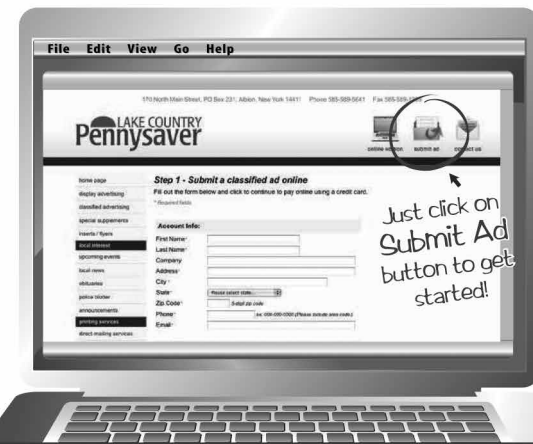 File Edit View Go Help
170 North Main Street, PO Box 231, Albion, New York 14411 Phone 585-589-5641 Fax 585-589-1239
LAKE COUNTRY
Pennysaver
online edition submit ad contact us
home page
display advertising
classified advertising
special supplements
inserts / flyers
local interest
upcoming events
local news
obituaries
police blotter
announcements
printing services
direct mailing services
Step 1 - Submit a classified ad online
Fill out the form below and click to continue to pay online using a credit card.
* Required fields
Account Info:
First Name*
Last Name*
Company
Address*
City*
State* Please select state...
Zip Code* 5-digit zip code
Phone* ex: 000-000-0000 (Please include area code.)
Email*
Just click on
Submit Ad
button to get
started!